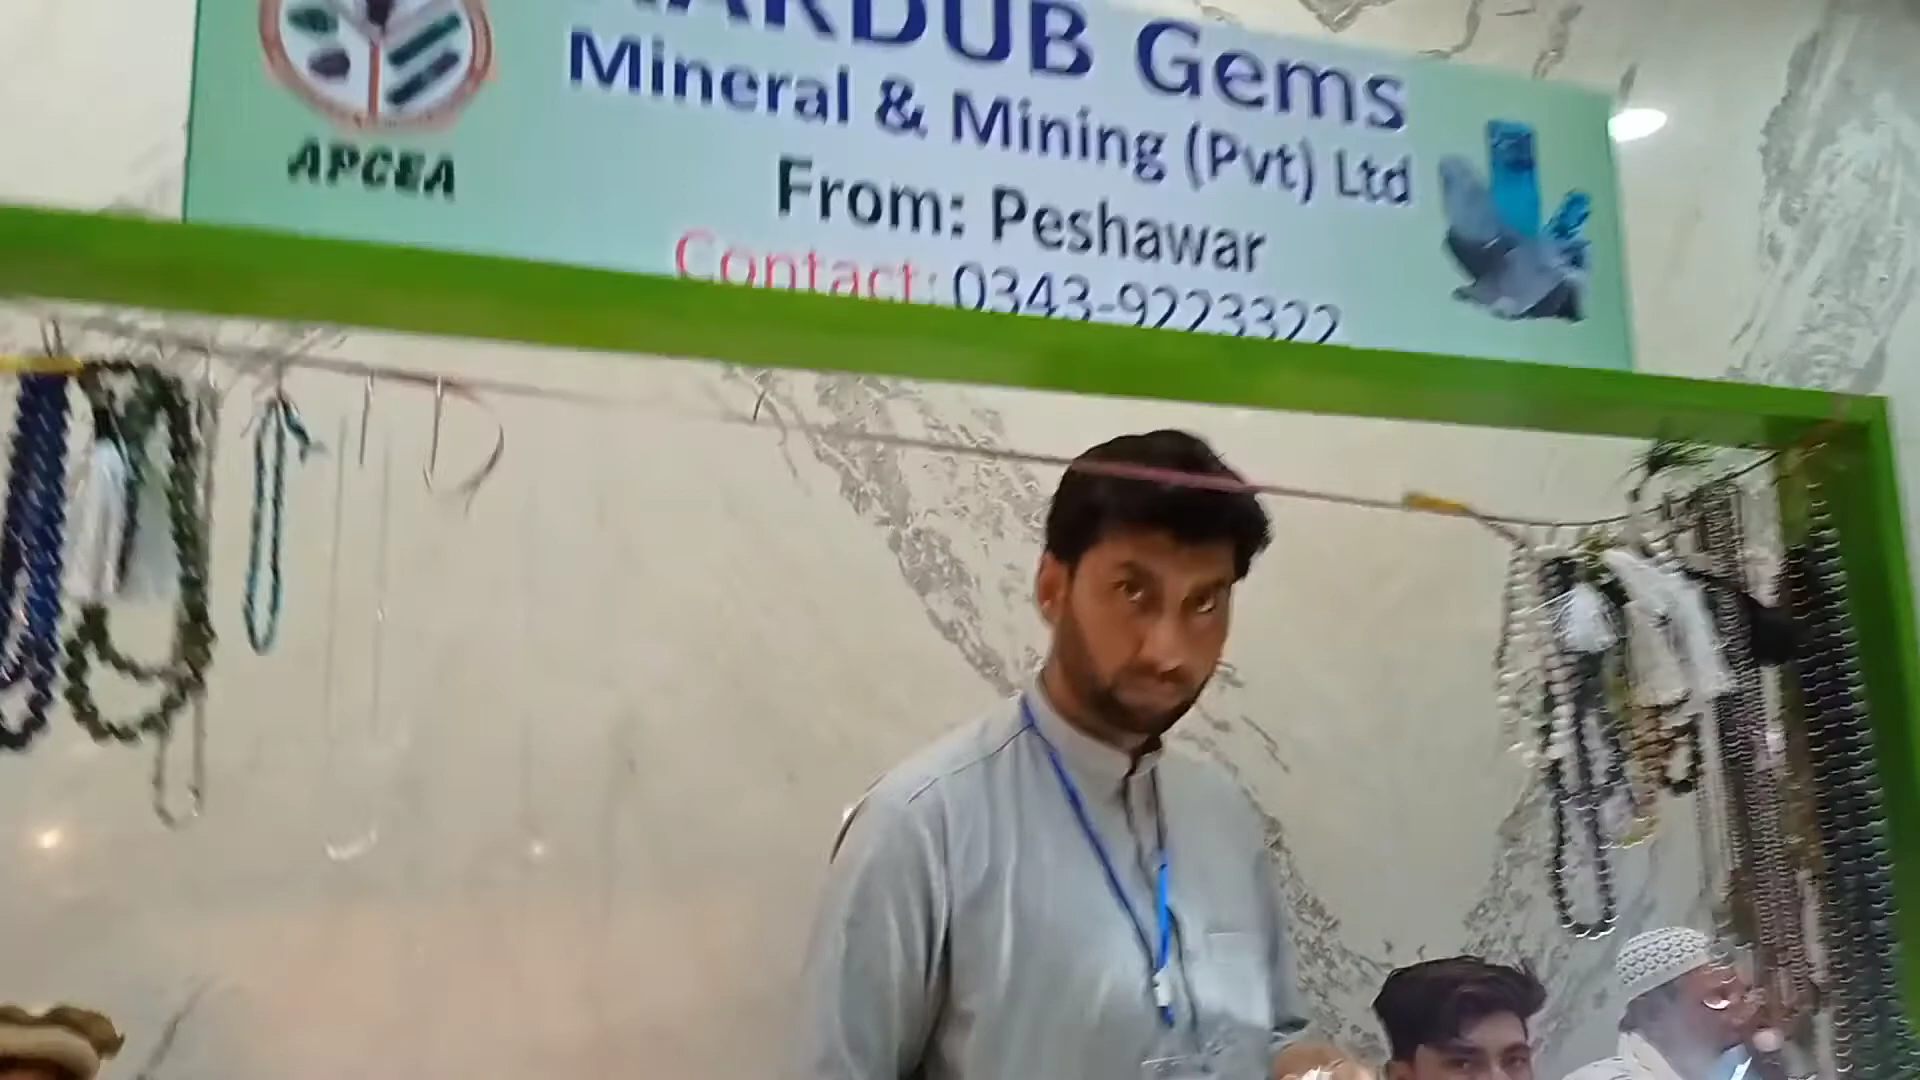 Gems
Mineral & Mining (Pvt) Ltd
From: Peshawar
Contact: 0343-9223322
APCEA